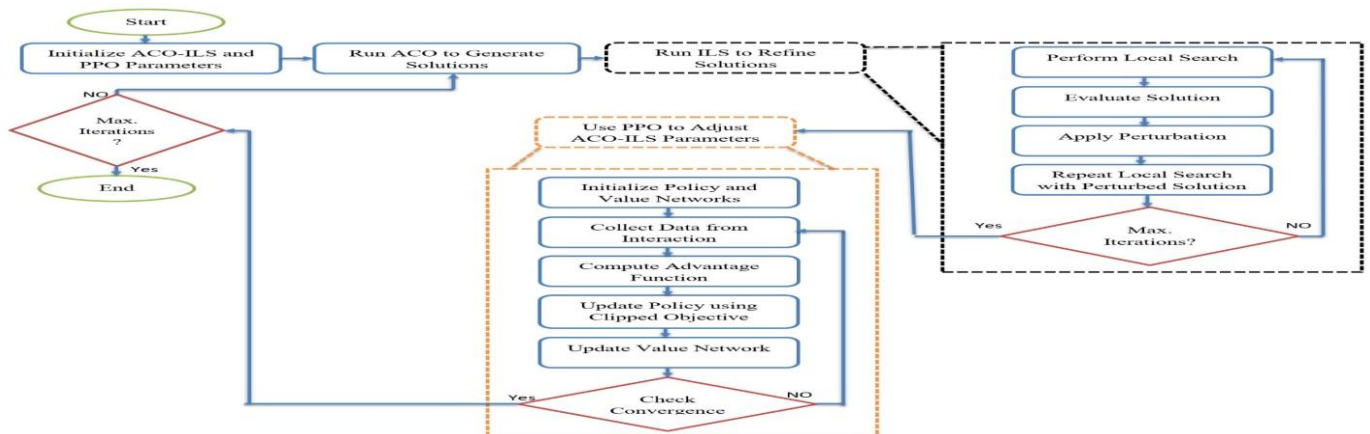 Start
Initialize ACO-ILS and
PPO Parameters
Run ACO to Generate
Solutions
Run ILS to Refine
Solutions
Perform Local Search
Evaluate Solution
Apply Perturbation
Repeat Local Search
with Perturbed Solution
Max.
Iterrations?
Yes
NO
Use PPO to Adjust
ACO-ILS Parameters
Initialize Policy and
Value Networks
Collect Data from
Interaction
Compute Advantage
Function
Update Policy using
Clipped Objective
Update Value Network
Check
Convergence
Yes
NO
Max.
Iterations
?
NO
Yes
End